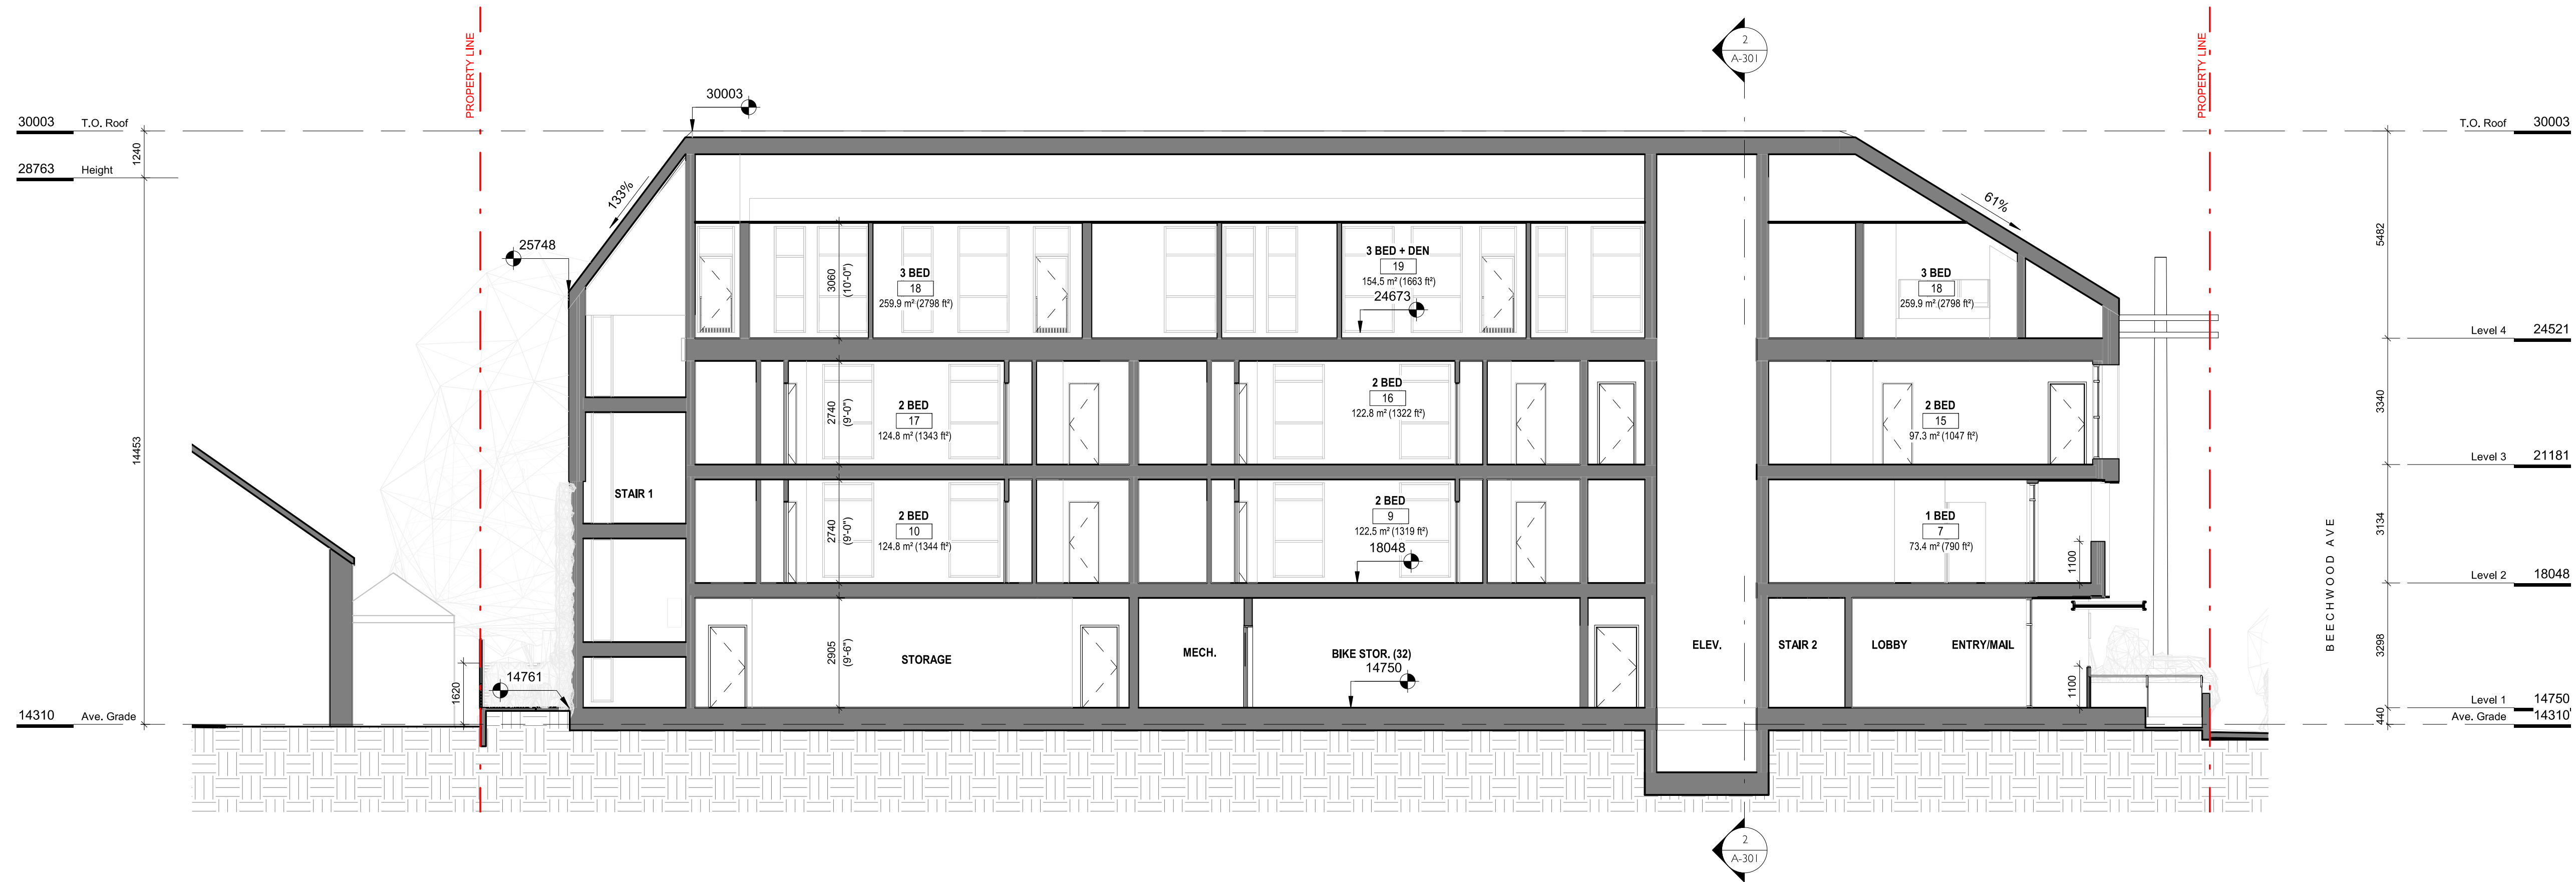 PROPERTY LINE
2
A-301
PROPERTY LINE
30003
30003 T.O. Roof
T.O. Roof 30003
1240
28763 Height
133%
61%
25748
5482
3060
(10'-0")
3 BED
18
259.9 m² (2798 ft²)
3 BED + DEN
19
154.5 m² (1663 ft²)
24673
3 BED
18
259.9 m² (2798 ft²)
Level 4 24521
14453
2740
(9'-0")
2 BED
17
124.8 m² (1343 ft²)
2 BED
16
122.8 m² (1322 ft²)
2 BED
15
97.3 m² (1047 ft²)
3340
Level 3 21181
STAIR 1
2740
(9'-0")
2 BED
10
124.8 m² (1344 ft²)
2 BED
9
122.5 m² (1319 ft²)
18048
1 BED
7
73.4 m² (790 ft²)
1100
3134
BEECHWOOD AVE
Level 2 18048
2905
(9'-6")
STORAGE
MECH.
BIKE STOR. (32)
14750
ELEV.
STAIR 2
LOBBY
ENTRY/MAIL
3298
1620
14761
1100
Level 1 14750
14310 Ave. Grade
440
Ave. Grade 14310
2
A-301